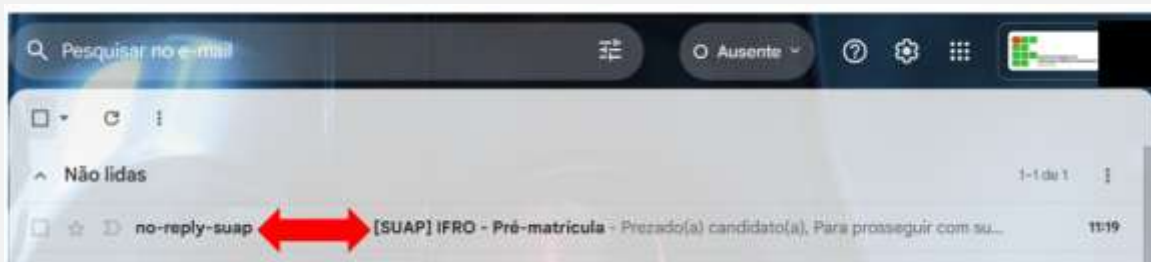 Pesquisar no e-mail
Ausente
Não lidas
1-1 de 1
no-reply-suap [SUAP] IFRO - Pré-matrícula - Prezado(a) candidato(a), Para prosseguir com su... 11:19